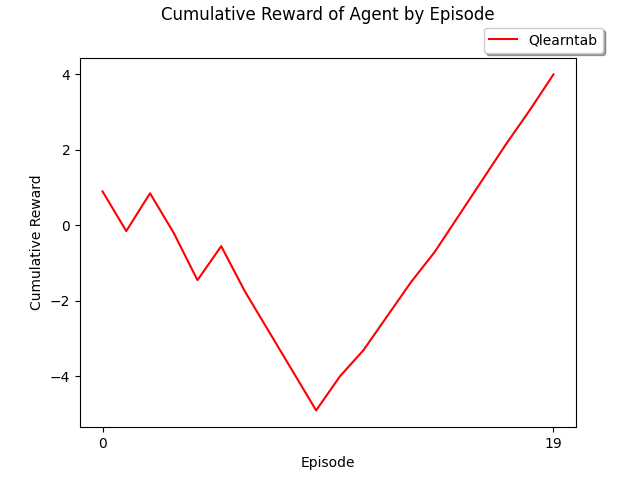 Cumulative Reward of Agent by Episode
Qlearntab
4
2
0
−2
−4
Cumulative Reward
0
19
Episode